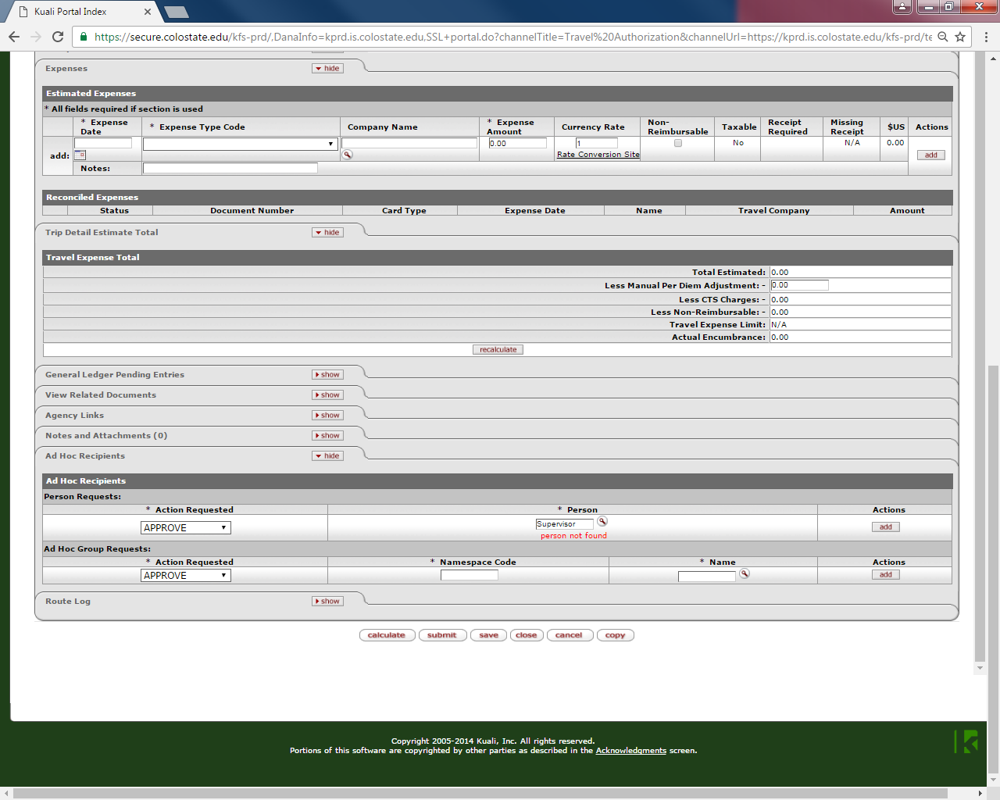 Kuali Portal Index
https://secure.colostate.edu/kfs-prd/,DanaInfo=kprd.is.colostate.edu,SSL+portal.do?channelTitle=Travel%20Authorization&channelUrl=https://kprd.is.colostate.edu/kfs-prd/te
Expenses hide
Estimated Expenses
* All fields required if section is used
* Expense Date * Expense Type Code Company Name * Expense Amount Currency Rate Non-Reimbursable Taxable Receipt Required Missing Receipt $US Actions
add: 0.00 1 Rate Conversion Site No N/A 0.00 add
Notes:
Reconciled Expenses
Status Document Number Card Type Expense Date Name Travel Company Amount
Trip Detail Estimate Total hide
Travel Expense Total
Total Estimated: 0.00
Less Manual Per Diem Adjustment: - 0.00
Less CTS Charges: - 0.00
Less Non-Reimbursable: - 0.00
Travel Expense Limit: N/A
Actual Encumbrance: 0.00
recalculate
General Ledger Pending Entries show
View Related Documents show
Agency Links show
Notes and Attachments (0) show
Ad Hoc Recipients hide
Ad Hoc Recipients
Person Requests:
* Action Requested * Person Actions
APPROVE Supervisor add
person not found
Ad Hoc Group Requests:
* Action Requested * Namespace Code * Name Actions
APPROVE add
Route Log show
calculate submit save close cancel copy
Copyright 2005-2014 Kuali, Inc. All rights reserved.
Portions of this software are copyrighted by other parties as described in the Acknowledgments screen.